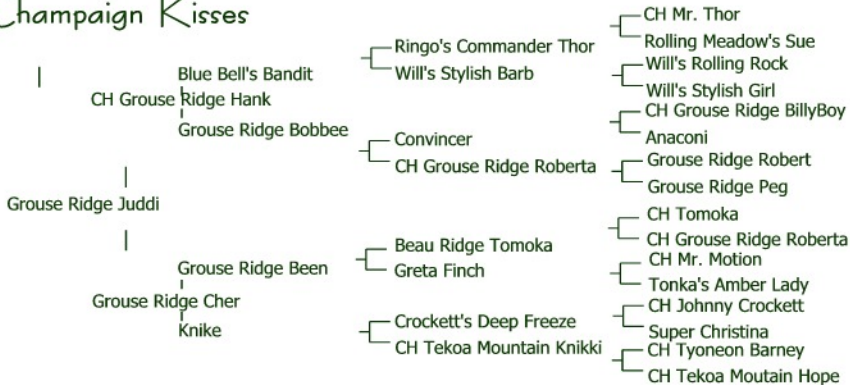 Champaign Kisses
CH Mr. Thor
Ringo's Commander Thor
Rolling Meadow's Sue
Blue Bell's Bandit
Will's Stylish Barb
Will's Rolling Rock
Will's Stylish Girl
CH Grouse Ridge Hank
CH Grouse Ridge BillyBoy
Grouse Ridge Bobbee
Convincer
Anaconi
CH Grouse Ridge Roberta
Grouse Ridge Robert
Grouse Ridge Peg
Grouse Ridge Juddi
CH Tomoka
Beau Ridge Tomoka
CH Grouse Ridge Roberta
Grouse Ridge Been
Greta Finch
CH Mr. Motion
Tonka's Amber Lady
Grouse Ridge Cher
CH Johnny Crockett
Crockett's Deep Freeze
Super Christina
Knike
CH Tekoa Mountain Knikki
CH Tyoneon Barney
CH Tekoa Moutain Hope